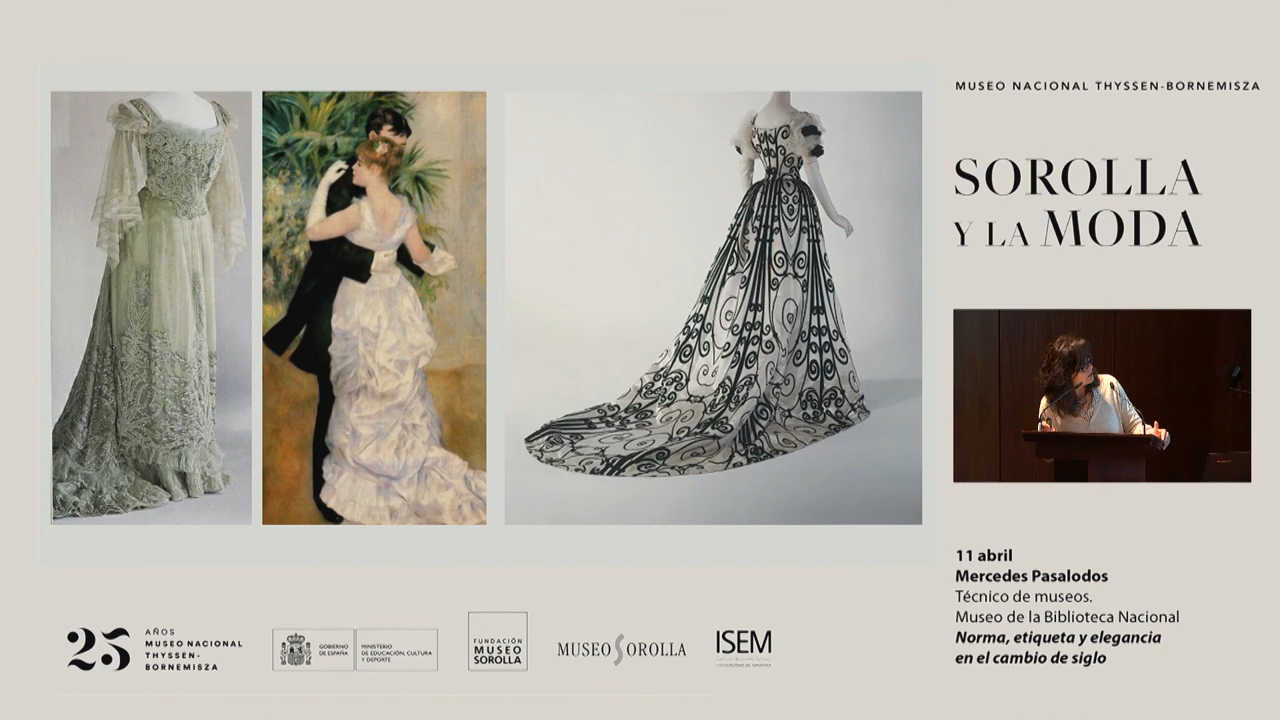 MUSEO NACIONAL THYSSEN-BORNEMISZA
SOROLLA
Y LA MODA
11 abril
Mercedes Pasalodos
Técnico de museos.
Museo de la Biblioteca Nacional
Norma, etiqueta y elegancia
en el cambio de siglo
25 AÑOS
MUSEO NACIONAL
THYSSEN-
BORNEMISZA
GOBIERNO
DE ESPAÑA
MINISTERIO
DE EDUCACIÓN, CULTURA
Y DEPORTE
FUNDACIÓN
MUSEO
SOROLLA
MUSEO SOROLLA
ISEM